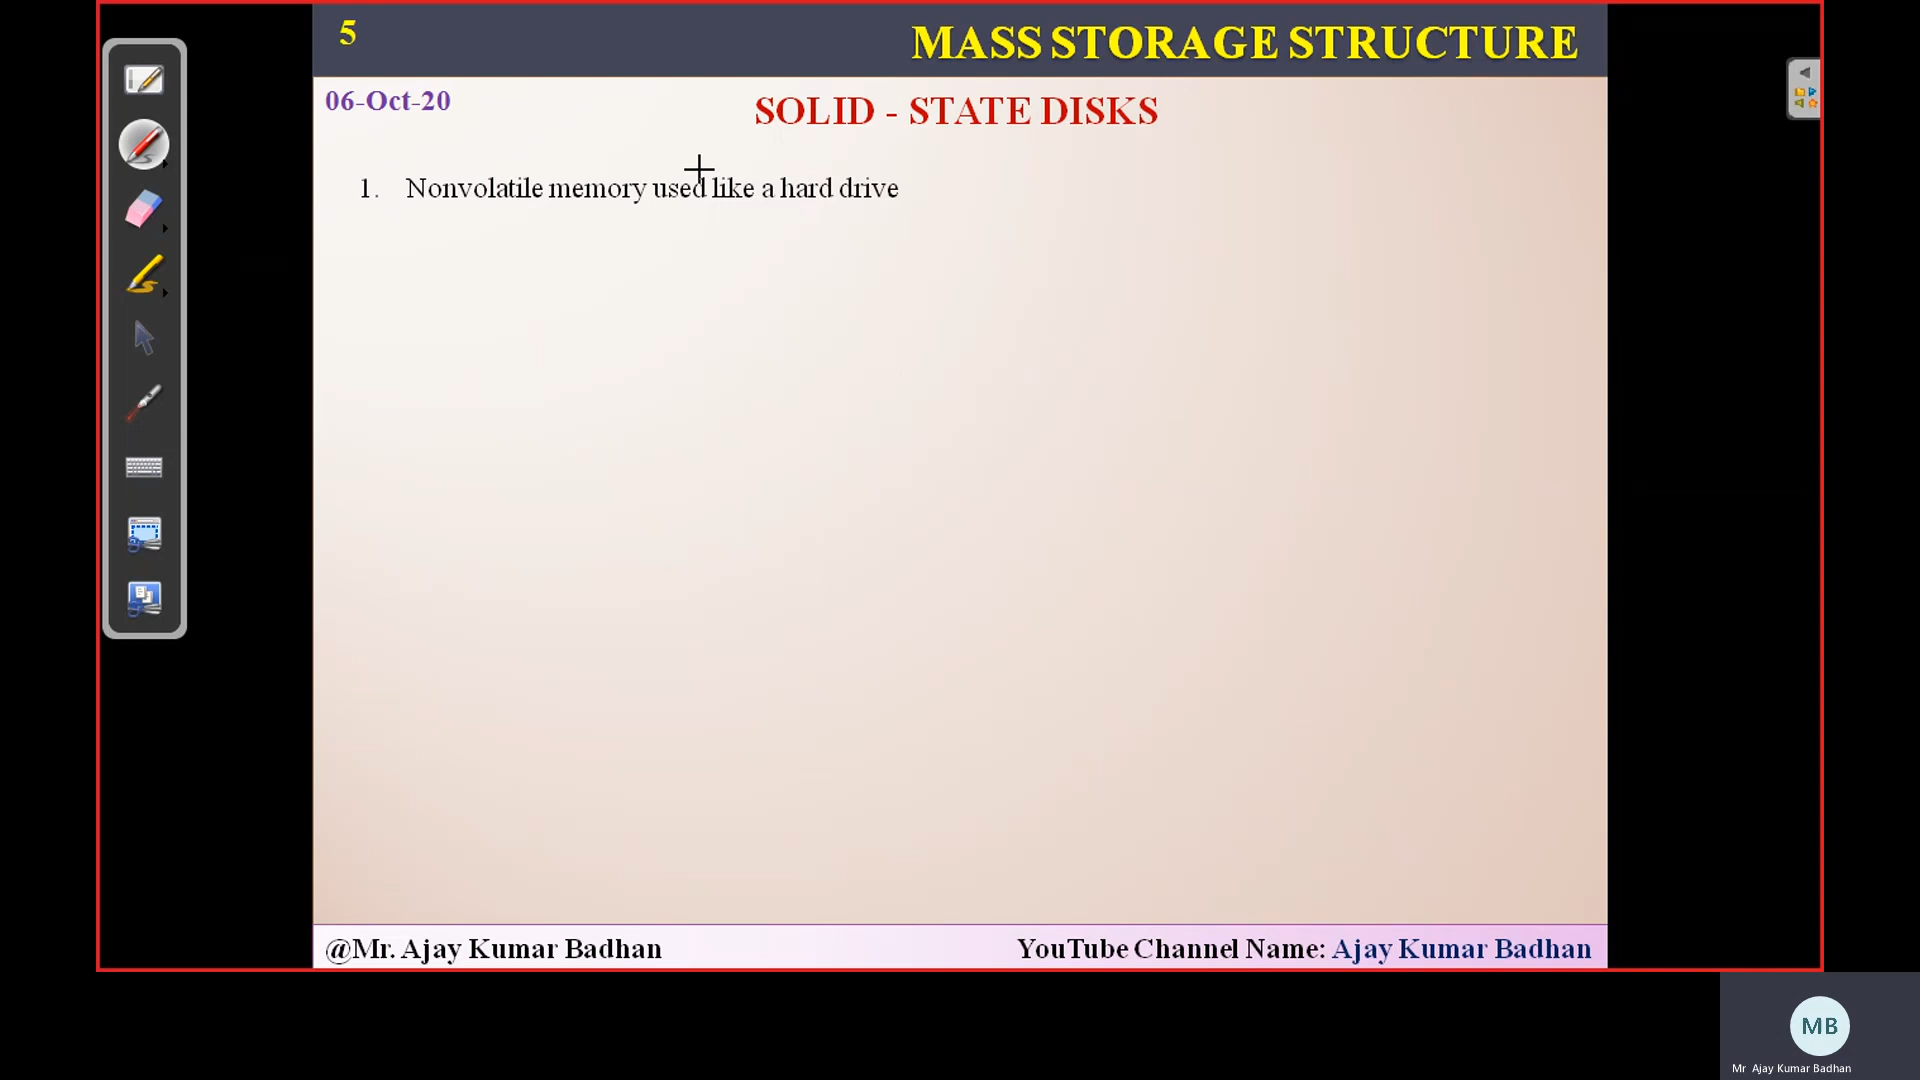 5
MASS STORAGE STRUCTURE
06-Oct-20
SOLID - STATE DISKS
1. Nonvolatile memory used like a hard drive
@Mr. Ajay Kumar Badhan
YouTube Channel Name: Ajay Kumar Badhan
MB
Mr Ajay Kumar Badhan